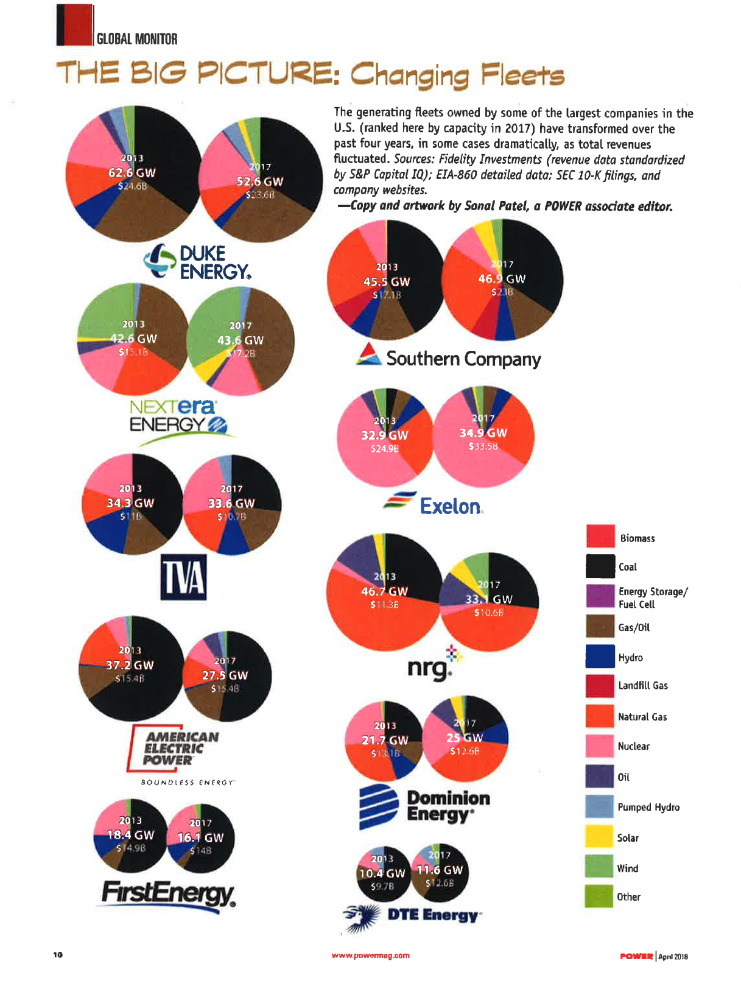 GLOBAL MONITOR
THE BIG PICTURE: Changing Fleets
The generating fleets owned by some of the largest companies in the
U.S. (ranked here by capacity in 2017) have transformed over the
past four years, in some cases dramatically, as total revenues
fluctuated. Sources: Fidelity Investments (revenue data standardized
by S&P Capital IQ); EIA-860 detailed data; SEC 10-K filings, and
company websites.
—Copy and artwork by Sonal Patel, a POWER associate editor.
2013
62.6 GW
$24.6B
2017
52.6 GW
$23.6B
DUKE
ENERGY.
2013
45.5 GW
$17.1B
2017
46.9 GW
$23B
Southern Company
2013
42.6 GW
$15.1B
2017
43.6 GW
$17.2B
NEXTera
ENERGY
2013
32.9 GW
$24.9B
2017
34.9 GW
$33.5B
Exelon
2013
34.3 GW
$11B
2017
33.6 GW
$10.7B
TVA
2013
46.7 GW
$11.3B
2017
33.1 GW
$10.6B
nrg
2013
37.2 GW
$15.4B
2017
27.5 GW
$15.4B
AMERICAN
ELECTRIC
POWER
BOUNDLESS ENERGY
2013
21.7 GW
$13.1B
2017
25 GW
$12.6B
Dominion
Energy®
2013
18.4 GW
$14.9B
2017
16.1 GW
$14B
FirstEnergy®
2013
10.4 GW
$9.7B
2017
11.6 GW
$12.6B
DTE Energy
Biomass
Coal
Energy Storage/
Fuel Cell
Gas/Oil
Hydro
Landfill Gas
Natural Gas
Nuclear
Oil
Pumped Hydro
Solar
Wind
Other
10
www.powermag.com
POWER | April 2018